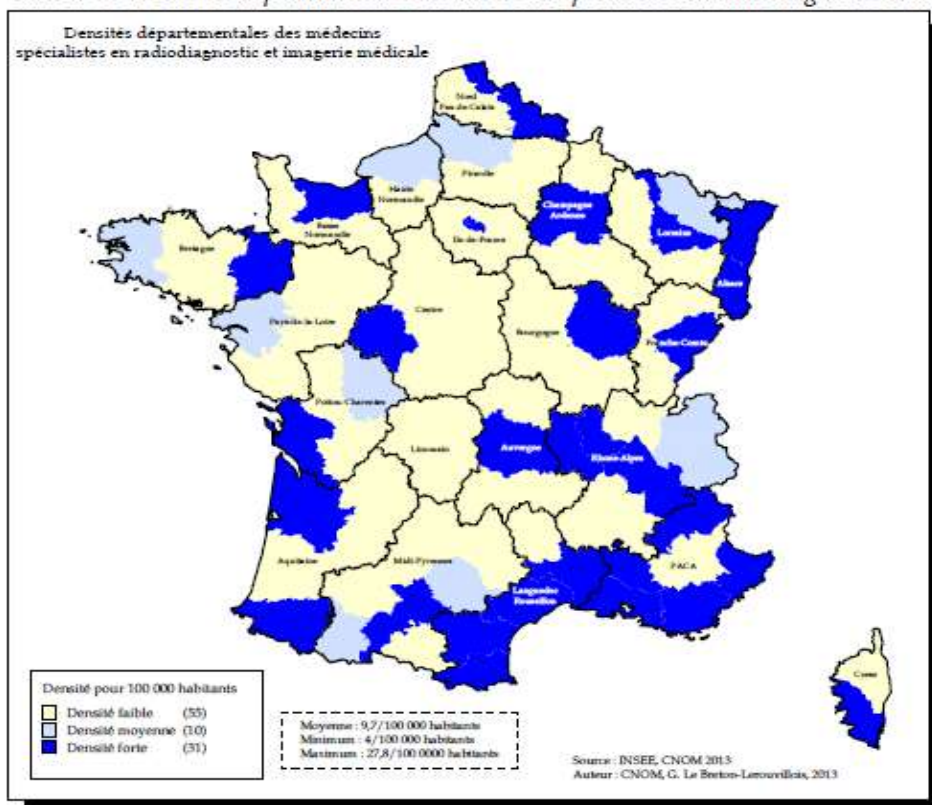 Densités départementales des médecins
spécialistes en radiodiagnostic et imagerie médicale
Nord
Pas de Calais
Picardie
Haute
Normandie
Basse
Normandie
Ile-de-France
Champagne
Ardenne
Lorraine
Alsace
Bretagne
Pays de la Loire
Centre
Bourgogne
Franche-Comté
Poitou-Charentes
Limousin
Auvergne
Rhône-Alpes
Aquitaine
Midi-Pyrénées
Languedoc
Roussillon
PACA
Corse
Densité pour 100 000 habitants
Densité faible (55)
Densité moyenne (10)
Densité forte (31)
Moyenne : 9,7/100 000 habitants
Minimum : 4/100 000 habitants
Maximum : 27,8/100 0000 habitants
Source : INSEE, CNOM 2013
Auteur : CNOM, G. Le Breton-Lerouvillois, 2013